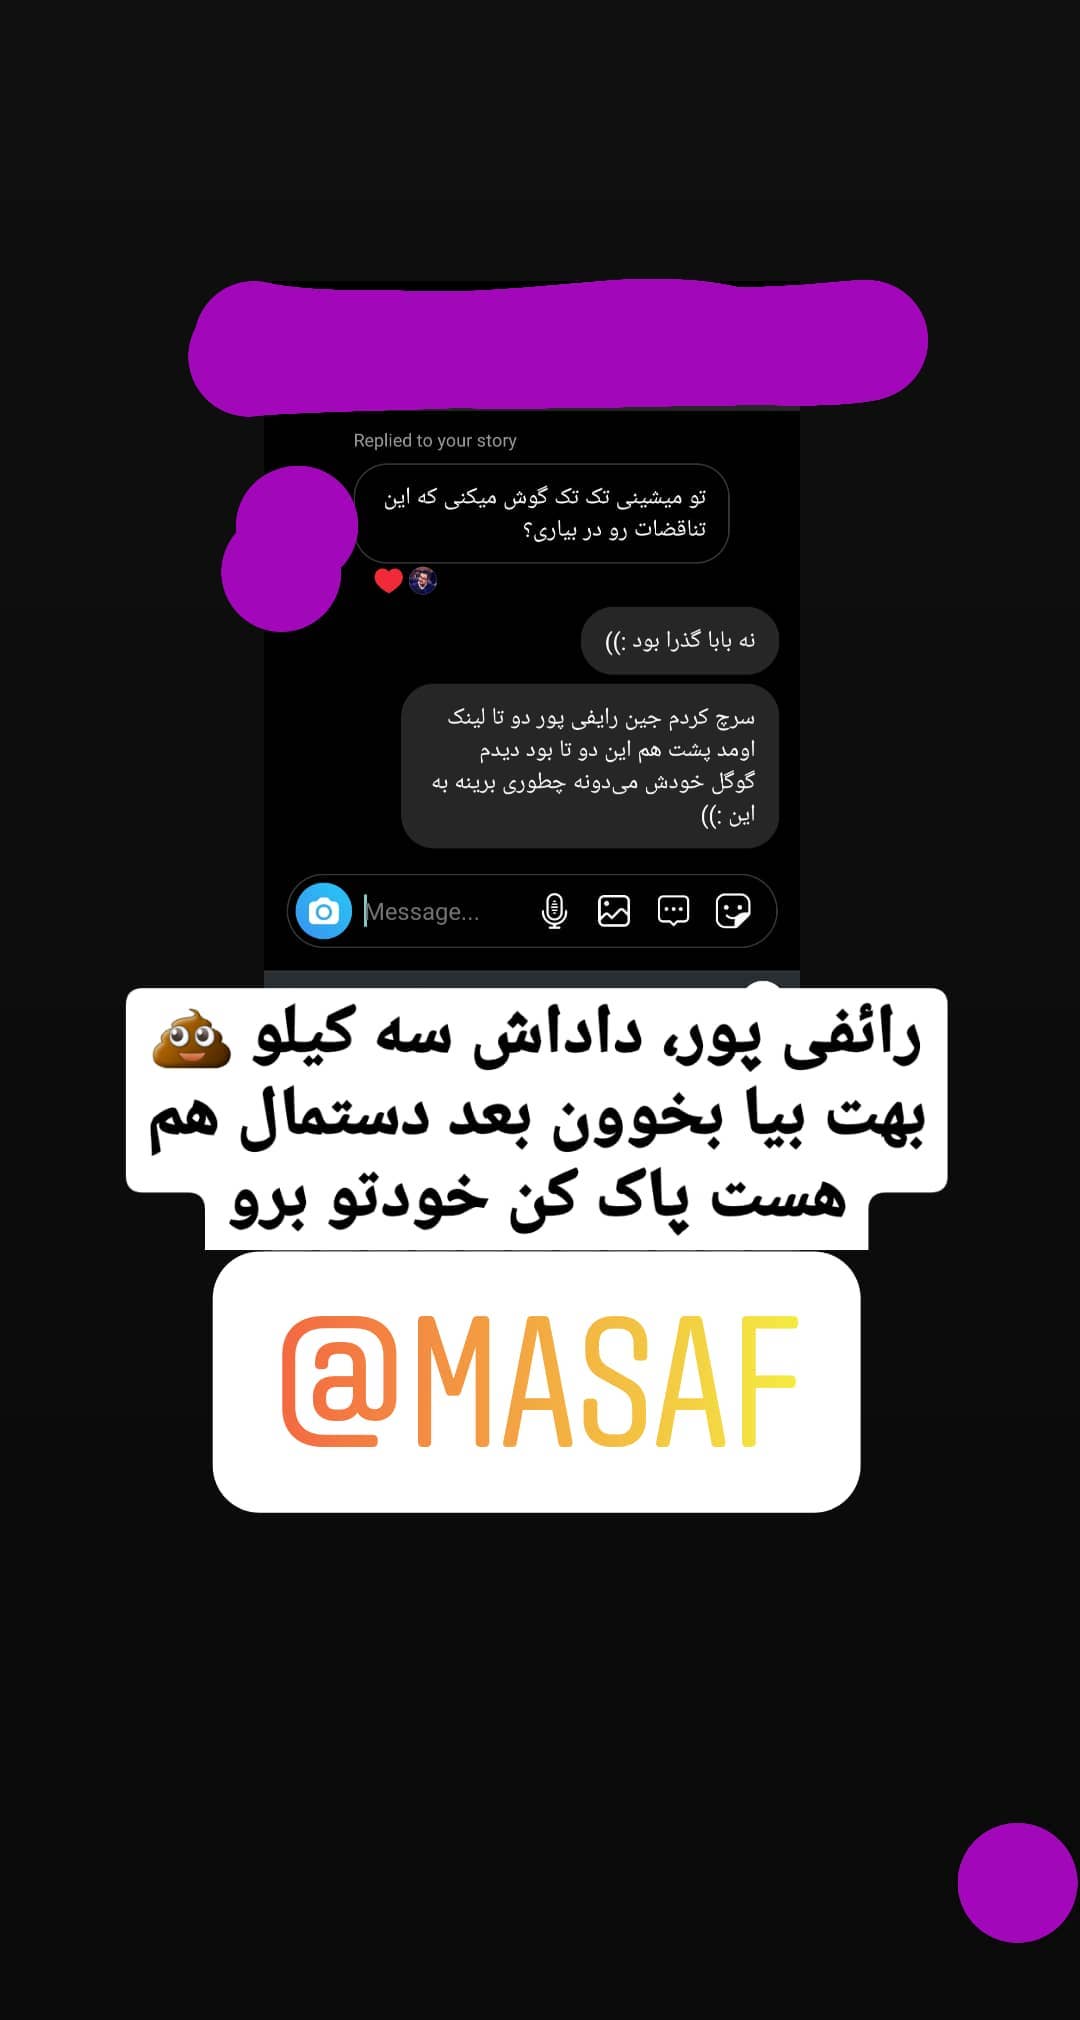 Replied to your story
تو میشینی تک تک گوش میکنی که این
تناقضات رو در بیاری؟
نه بابا گذرا بود :))
سرچ کردم جین رایفی پور دو تا لینک
اومد پشت هم این دو تا بود دیدم
گوگل خودش می‌دونه چطوری برینه به
این :))
Message...
رائفی پور، داداش سه کیلو 💩
بهت بیا بخوون بعد دستمال هم
هست پاک کن خودتو برو
@MASAF